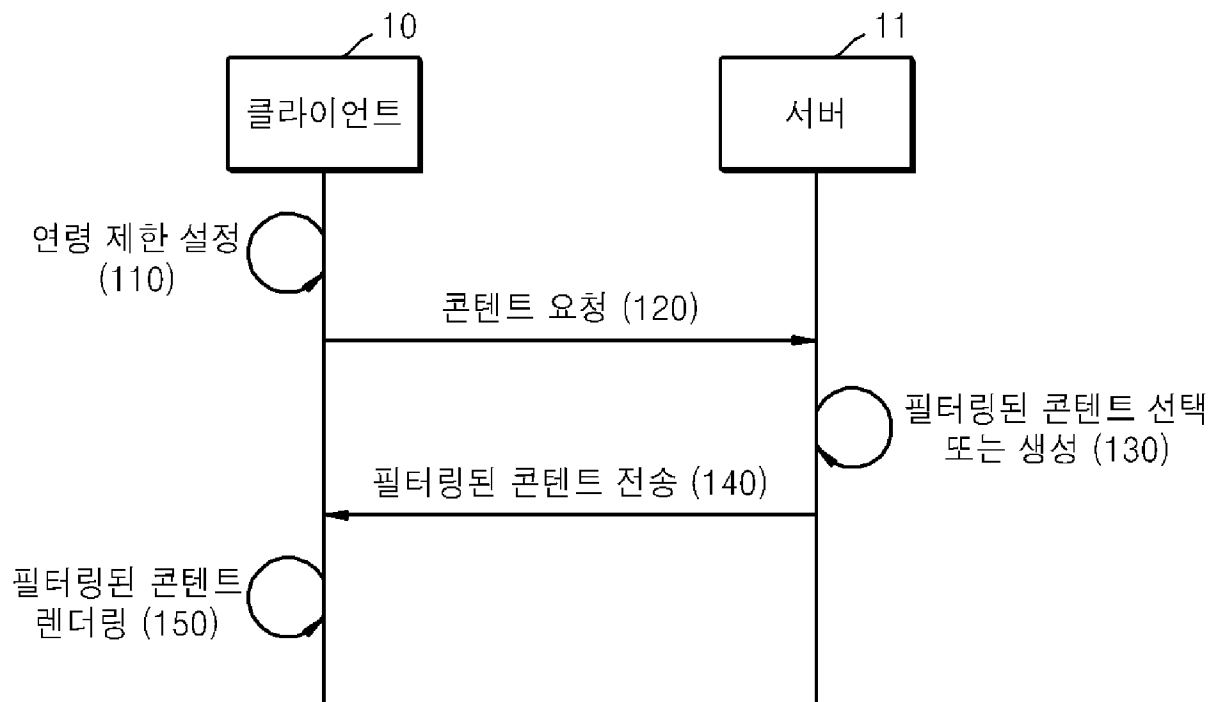 10
11
클라이언트
서버
연령 제한 설정
(110)
콘텐트 요청 (120)
필터링된 콘텐트 선택
또는 생성 (130)
필터링된 콘텐트 전송 (140)
필터링된 콘텐트
렌더링 (150)